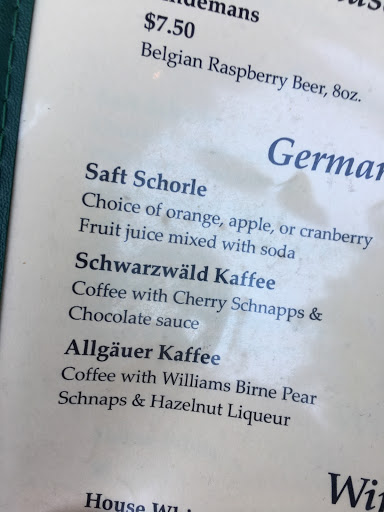 $7.50
Belgian Raspberry Beer, 8oz.
Saft Schorle
Choice of orange, apple, or cranberry
Fruit juice mixed with soda
Schwarzwäld Kaffee
Coffee with Cherry Schnapps &
Chocolate sauce
Allgäuer Kaffee
Coffee with Williams Birne Pear
Schnaps & Hazelnut Liqueur
House